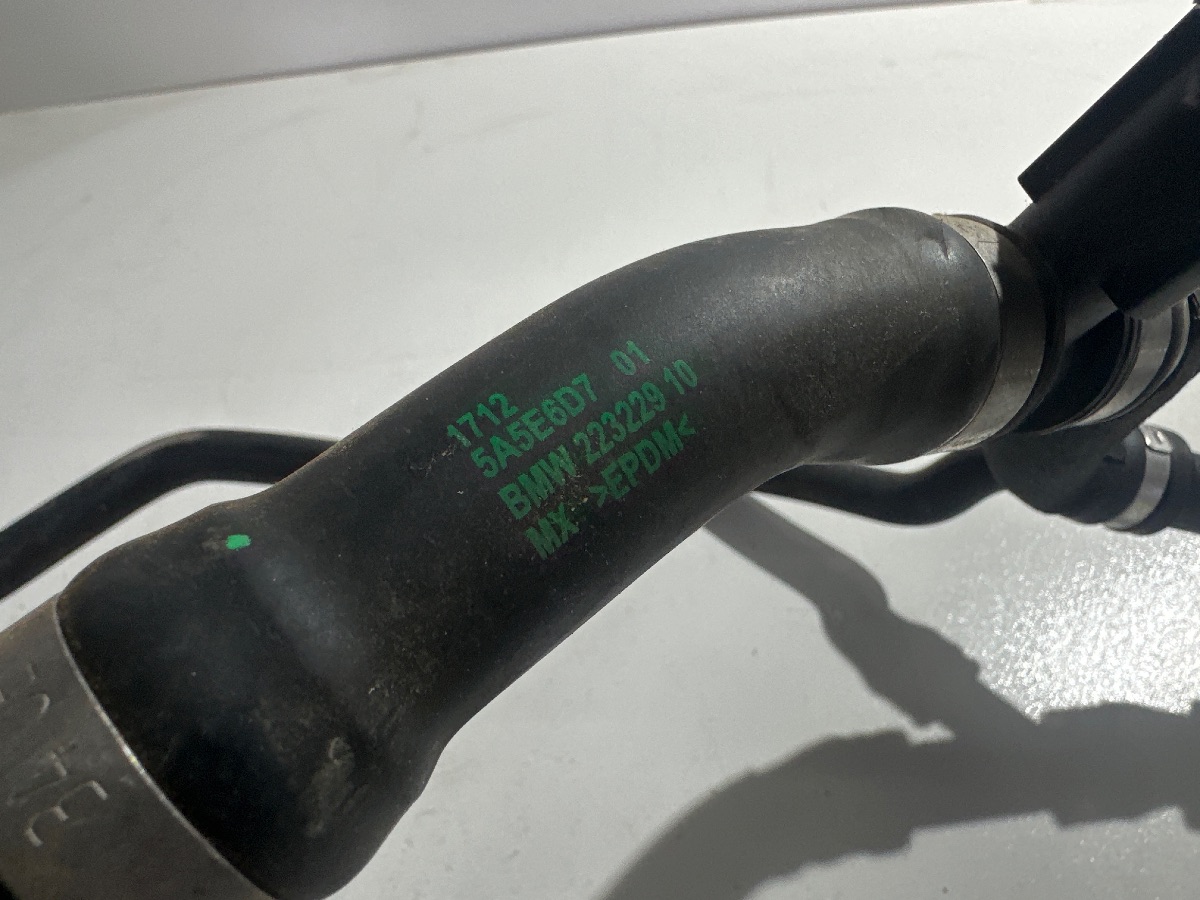 1712
5A5E6D7 01
BMW 223229 10
MX >EPDM<